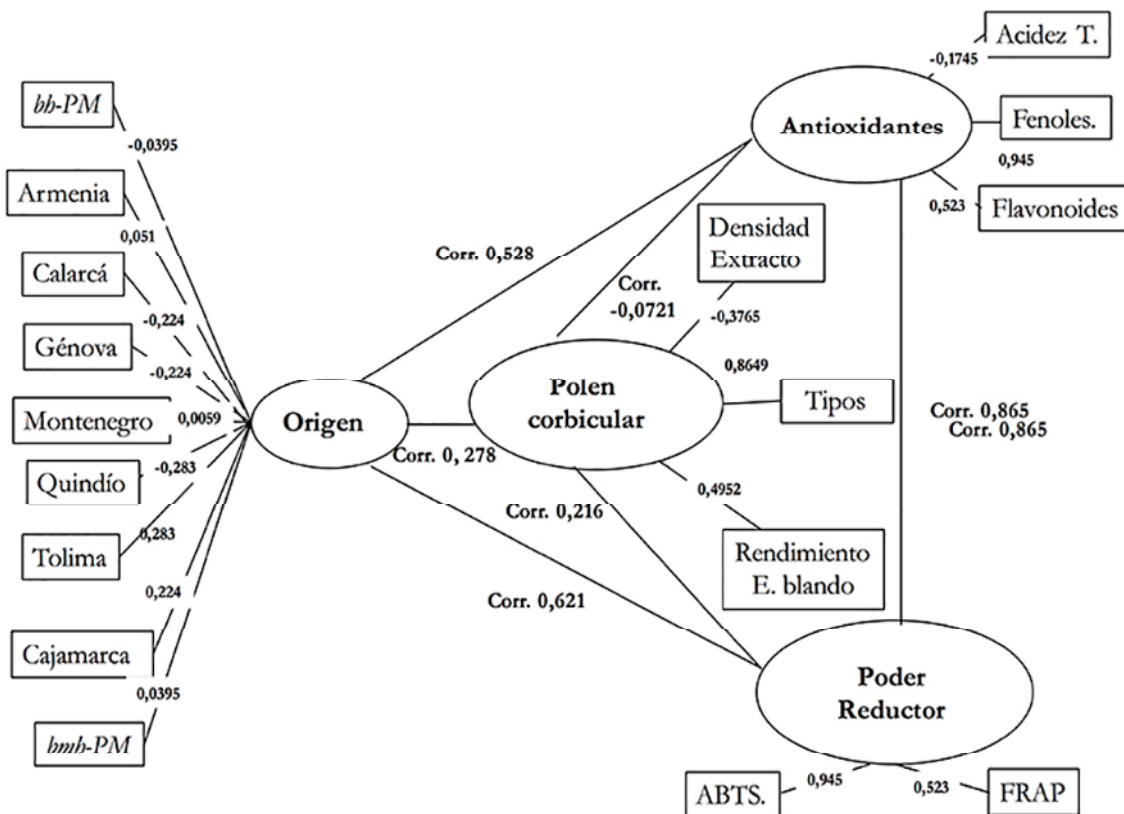 bh-PM
-0,0395
Armenia
0,051
Calarcá
-0,224
Génova
-0,224
Montenegro
0,0059
Quindío
-0,283
Tolima
0,283
0,224
Cajamarca
0,0395
bmh-PM
Origen
Corr. 0,528
Corr. 0, 278
Corr. 0,621
Corr.
-0,0721
Corr. 0,216
Polen
corbicular
Densidad
Extracto
-0,3765
0,8649
Tipos
0,4952
Rendimiento
E. blando
Antioxidantes
Acidez T.
-0,1745
Fenoles.
0,945
Flavonoides
0,523
Corr. 0,865
Corr. 0,865
Poder
Reductor
ABTS.
0,945
0,523
FRAP